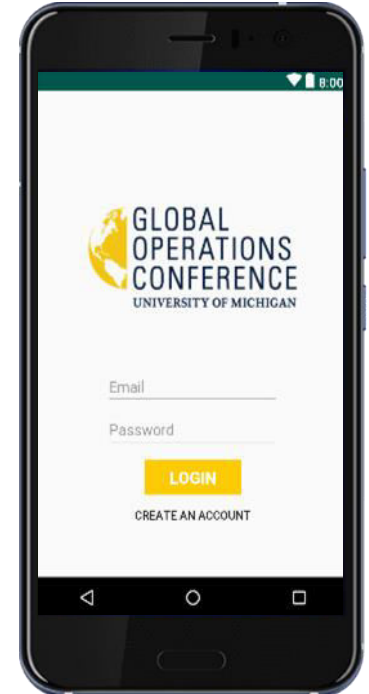 8:00
GLOBAL
OPERATIONS
CONFERENCE
UNIVERSITY OF MICHIGAN
Email
Password
LOGIN
CREATE AN ACCOUNT